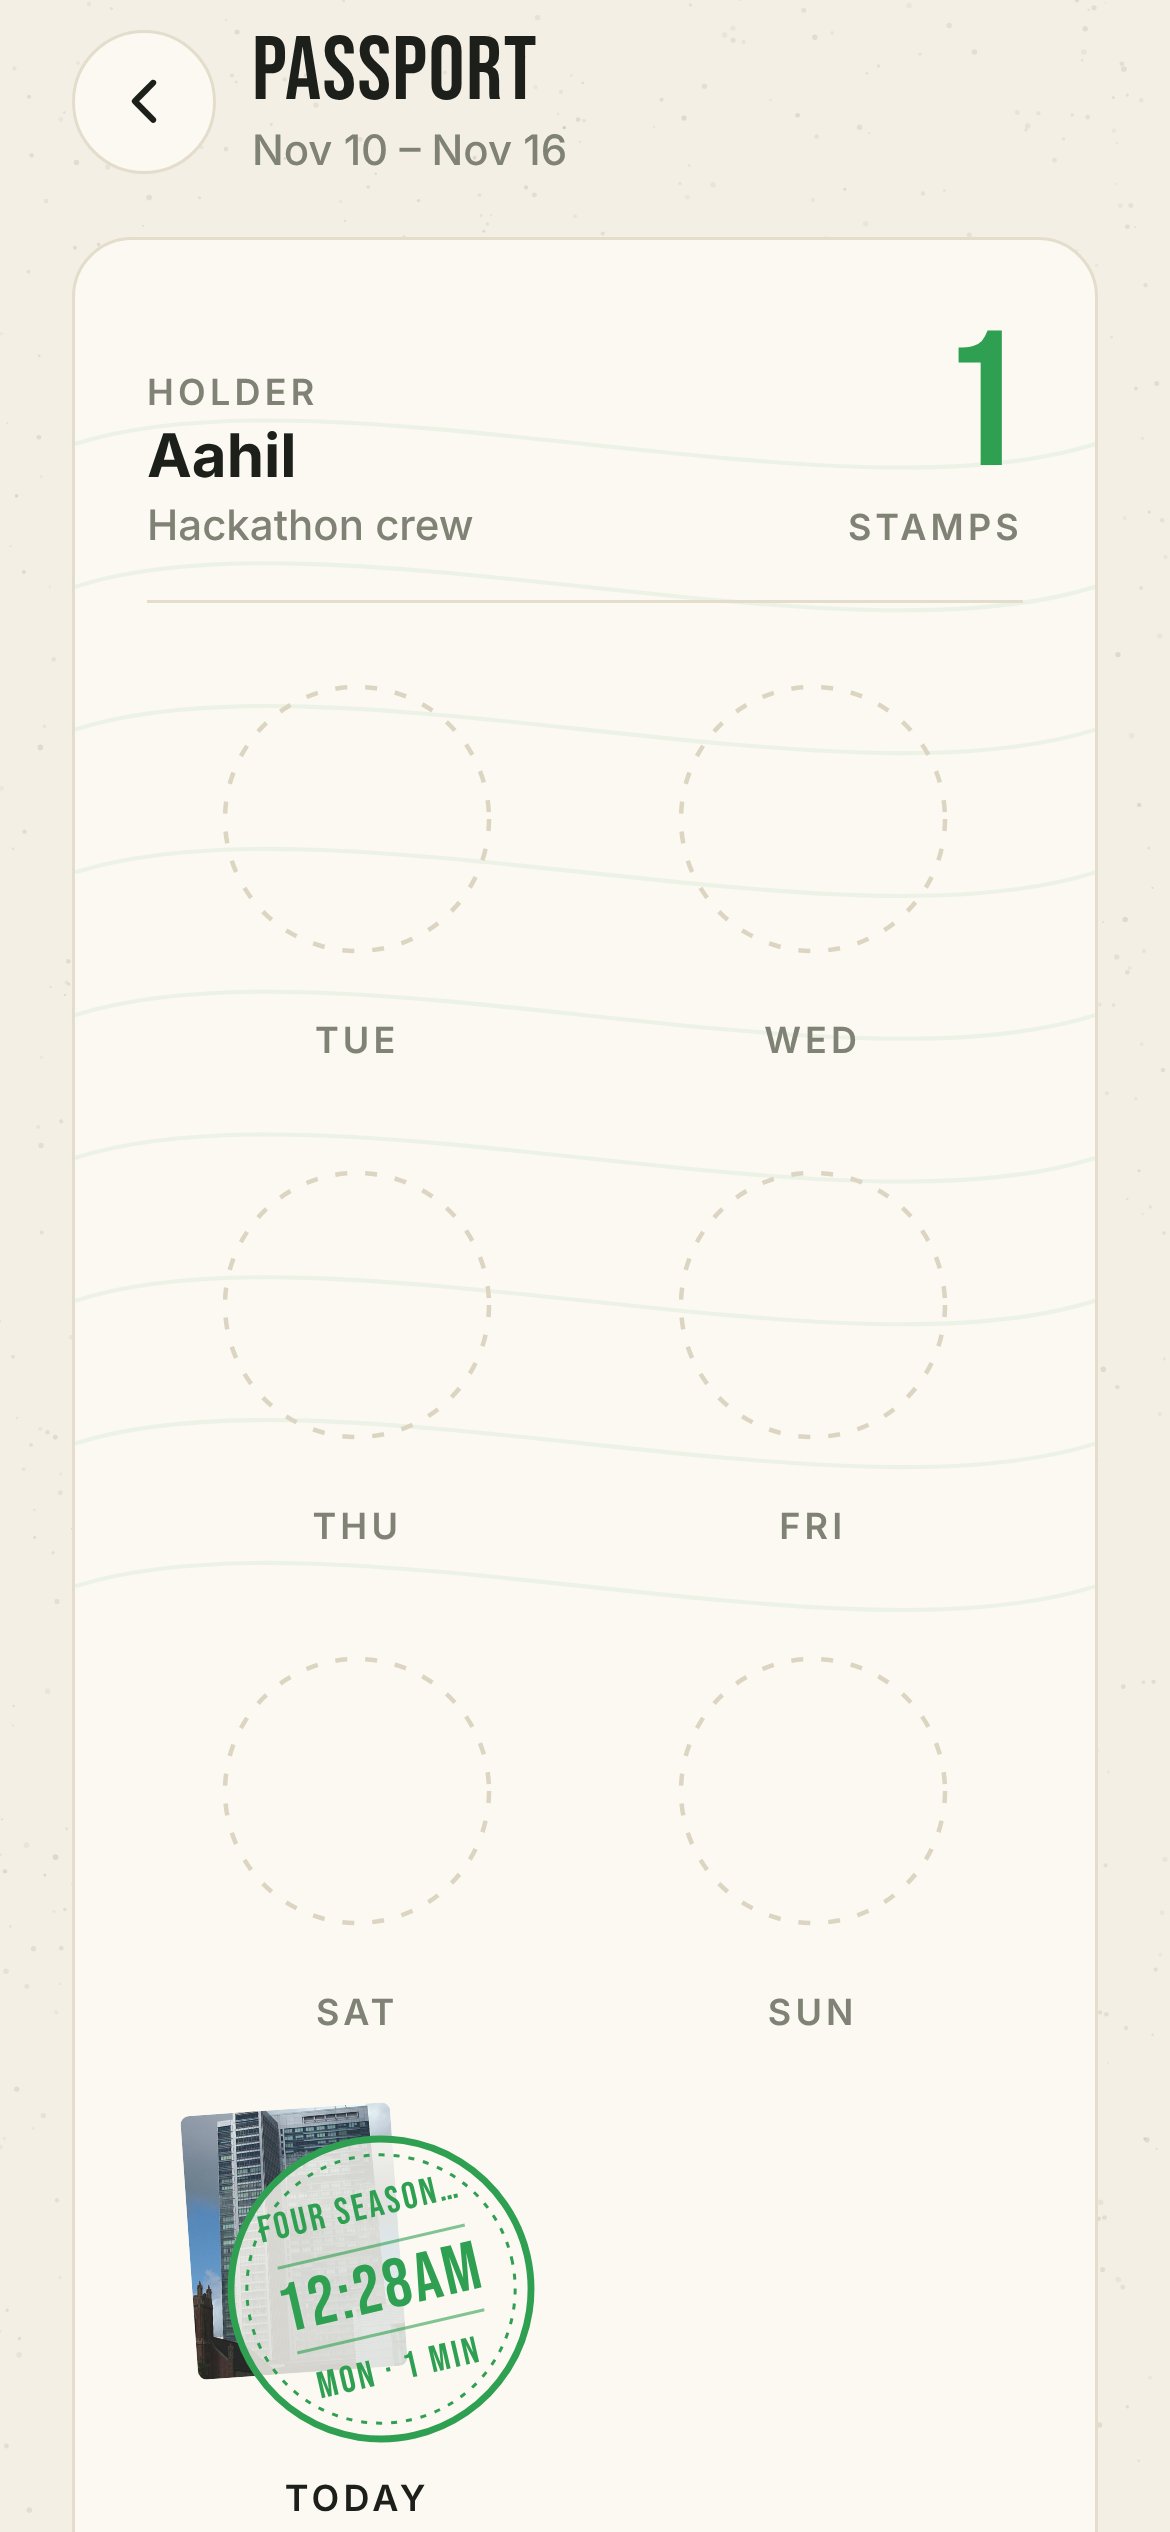 PASSPORT
Nov 10 – Nov 16
HOLDER
Aahil
Hackathon crew
1
STAMPS
TUE
WED
THU
FRI
SAT
SUN
FOUR SEASON...
12:28AM
MON · 1 MIN
TODAY